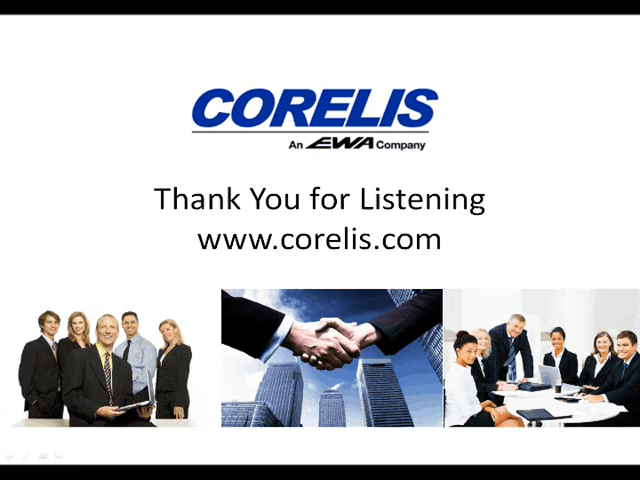 CORELIS
An EWA Company
Thank You for Listening
www.corelis.com